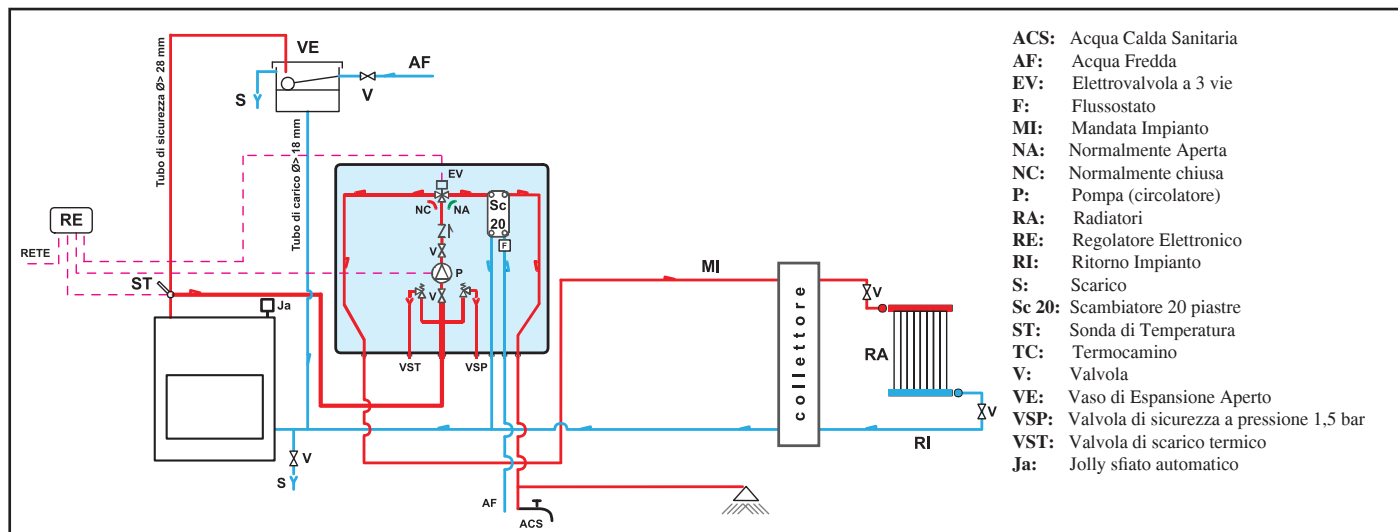 VE
AF
V
S
Tubo di sicurezza Ø> 28 mm
Tubo di carico Ø> 18 mm
RE
RETE
ST
Ja
EV
NC
NA
Sc
20
F
V
P
V
VST
VSP
MI
collettore
V
RA
V
RI
V
S
AF
ACS
ACS: Acqua Calda Sanitaria
AF: Acqua Fredda
EV: Elettrovalvola a 3 vie
F: Flussostato
MI: Mandata Impianto
NA: Normalmente Aperta
NC: Normalmente chiusa
P: Pompa (circolatore)
RA: Radiatori
RE: Regolatore Elettronico
RI: Ritorno Impianto
S: Scarico
Sc 20: Scambiatore 20 piastre
ST: Sonda di Temperatura
TC: Termocamino
V: Valvola
VE: Vaso di Espansione Aperto
VSP: Valvola di sicurezza a pressione 1,5 bar
VST: Valvola di scarico termico
Ja: Jolly sfiato automatico